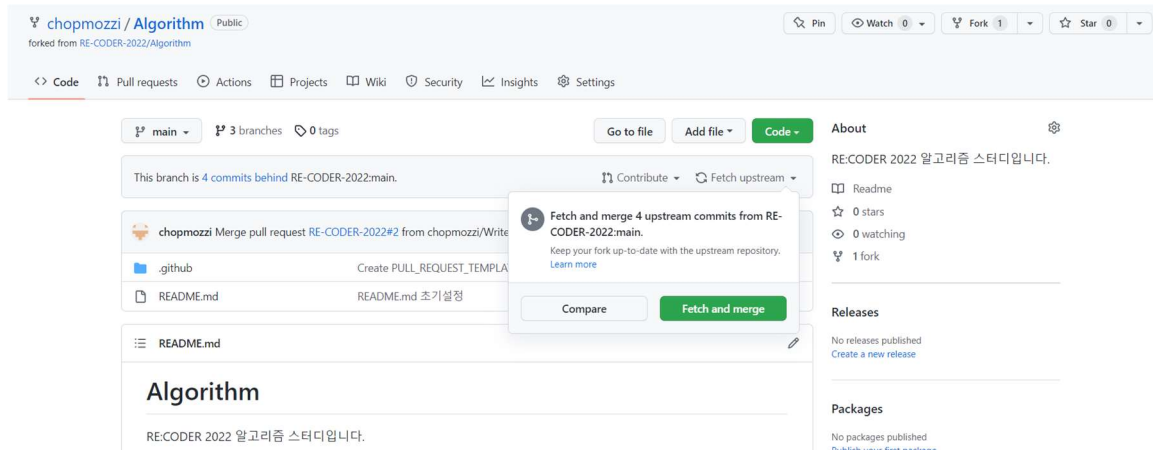 chopmozzi / Algorithm Public
Pin Watch 0 Fork 1 Star 0
forked from RE-CODER-2022/Algorithm
<> Code Pull requests Actions Projects Wiki Security Insights Settings
main 3 branches 0 tags
Go to file Add file Code
About
RE:CODER 2022 알고리즘 스터디입니다.
This branch is 4 commits behind RE-CODER-2022:main.
Contribute Fetch upstream
Readme
0 stars
0 watching
1 fork
Fetch and merge 4 upstream commits from RE-
CODER-2022:main.
Keep your fork up-to-date with the upstream repository.
Learn more
Compare Fetch and merge
chopmozzi Merge pull request RE-CODER-2022#2 from chopmozzi/Write
.github Create PULL_REQUEST_TEMPLA
README.md README.md 초기설정
Releases
No releases published
Create a new release
README.md
Algorithm
RE:CODER 2022 알고리즘 스터디입니다.
Packages
No packages published
Publish your first package